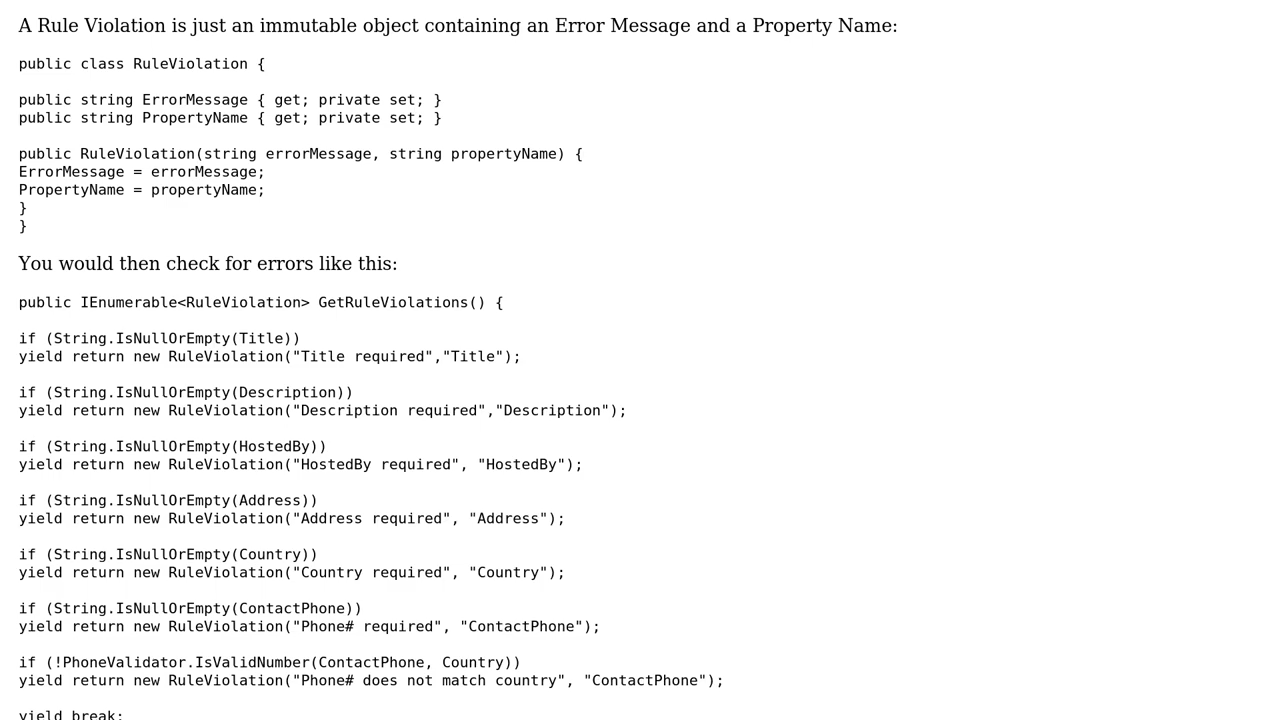 A Rule Violation is just an immutable object containing an Error Message and a Property Name:
public class RuleViolation {
public string ErrorMessage { get; private set; }
public string PropertyName { get; private set; }
public RuleViolation(string errorMessage, string propertyName) {
ErrorMessage = errorMessage;
PropertyName = propertyName;
}
}
You would then check for errors like this:
public IEnumerable<RuleViolation> GetRuleViolations() {
if (String.IsNullOrEmpty(Title))
yield return new RuleViolation("Title required","Title");
if (String.IsNullOrEmpty(Description))
yield return new RuleViolation("Description required","Description");
if (String.IsNullOrEmpty(HostedBy))
yield return new RuleViolation("HostedBy required", "HostedBy");
if (String.IsNullOrEmpty(Address))
yield return new RuleViolation("Address required", "Address");
if (String.IsNullOrEmpty(Country))
yield return new RuleViolation("Country required", "Country");
if (String.IsNullOrEmpty(ContactPhone))
yield return new RuleViolation("Phone# required", "ContactPhone");
if (!PhoneValidator.IsValidNumber(ContactPhone, Country))
yield return new RuleViolation("Phone# does not match country", "ContactPhone");
yield break;